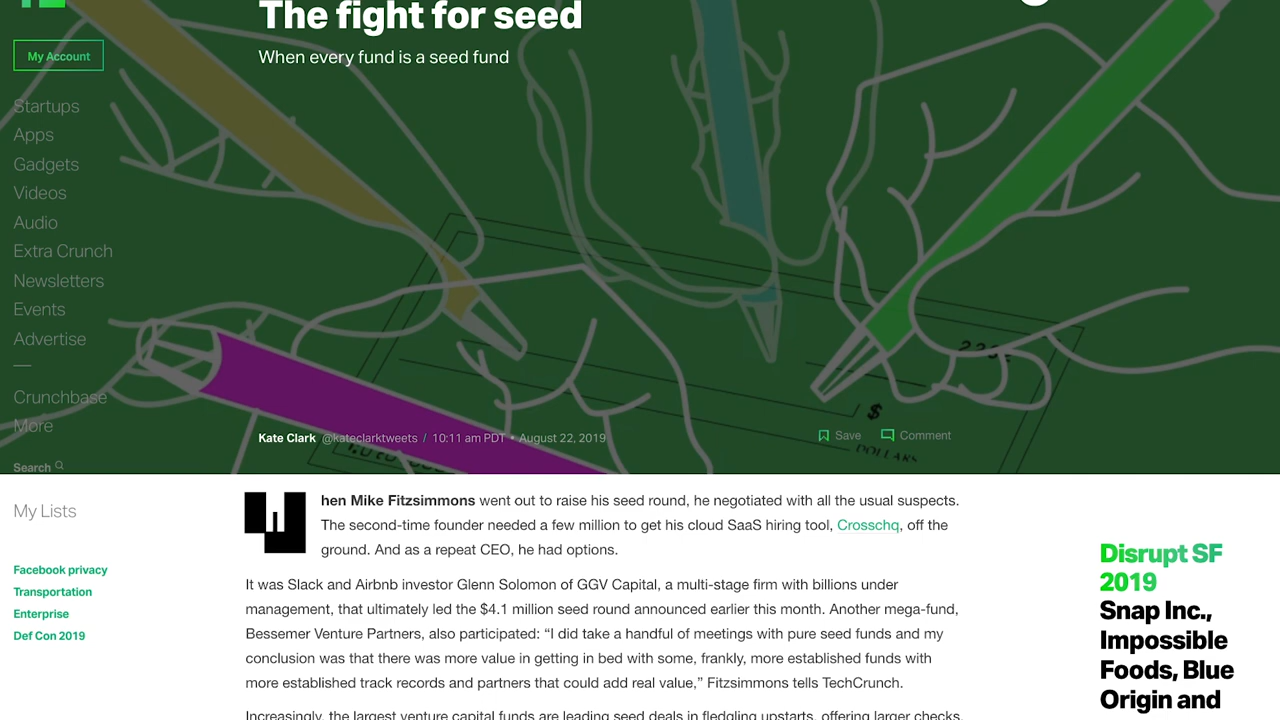 The fight for seed
When every fund is a seed fund
My Account
Startups
Apps
Gadgets
Videos
Audio
Extra Crunch
Newsletters
Events
Advertise
—
Crunchbase
More
Search
Kate Clark @kateclarktweets / 10:11 am PDT • August 22, 2019
Save Comment
$
DOLLARS
My Lists
Facebook privacy
Transportation
Enterprise
Def Con 2019
When Mike Fitzsimmons went out to raise his seed round, he negotiated with all the usual suspects.
The second-time founder needed a few million to get his cloud SaaS hiring tool, Crosschq, off the
ground. And as a repeat CEO, he had options.
It was Slack and Airbnb investor Glenn Solomon of GGV Capital, a multi-stage firm with billions under
management, that ultimately led the $4.1 million seed round announced earlier this month. Another mega-fund,
Bessemer Venture Partners, also participated: “I did take a handful of meetings with pure seed funds and my
conclusion was that there was more value in getting in bed with some, frankly, more established funds with
more established track records and partners that could add real value,” Fitzsimmons tells TechCrunch.
Increasingly, the largest venture capital funds are leading seed deals in fledgling upstarts, offering larger checks,
Disrupt SF
2019
Snap Inc.,
Impossible
Foods, Blue
Origin and